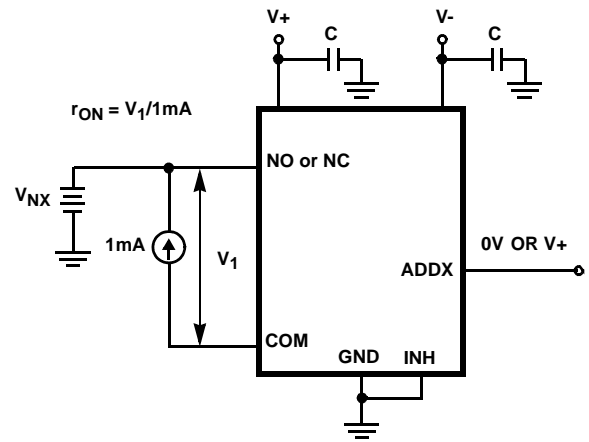 V+
C
V-
C
rON = V1/1mA
NO or NC
VNX
1mA
V1
0V OR V+
ADDX
COM
GND
INH